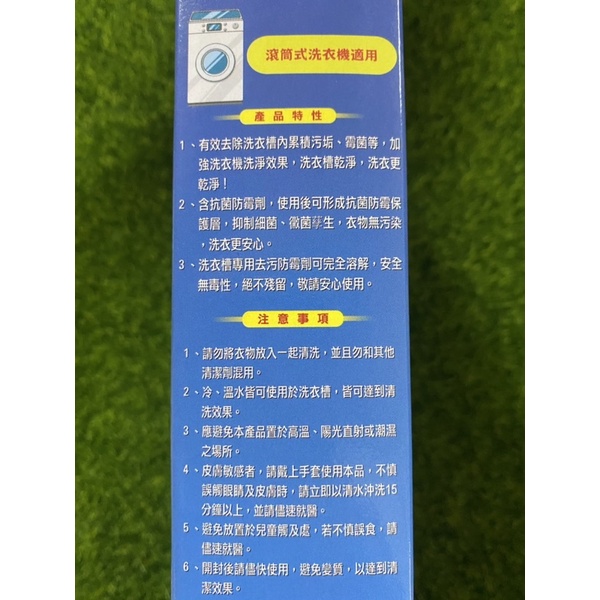 滾筒式洗衣機適用
產品特性
1、有效去除洗衣槽內累積污垢、霉菌等，加
強洗衣機洗淨效果，洗衣槽乾淨，洗衣更
乾淨！
2、含抗菌防霉劑，使用後可形成抗菌防霉保
護層，抑制細菌、黴菌孳生，衣物無污染
，洗衣更安心。
3、洗衣槽專用去污防霉劑可完全溶解，安全
無毒性，絕不殘留，敬請安心使用。
注意事項
1、請勿將衣物放入一起清洗，並且勿和其他
清潔劑混用。
2、冷、溫水皆可使用於洗衣槽，皆可達到清
洗效果。
3、應避免本產品置於高溫、陽光直射或潮濕
之場所。
4、皮膚敏感者，請戴上手套使用本品，不慎
誤觸眼睛及皮膚時，請立即以清水沖洗15
分鐘以上，並請儘速就醫。
5、避免放置於兒童觸及處，若不慎誤食，請
儘速就醫。
6、開封後請儘快使用，避免變質，以達到清
潔效果。